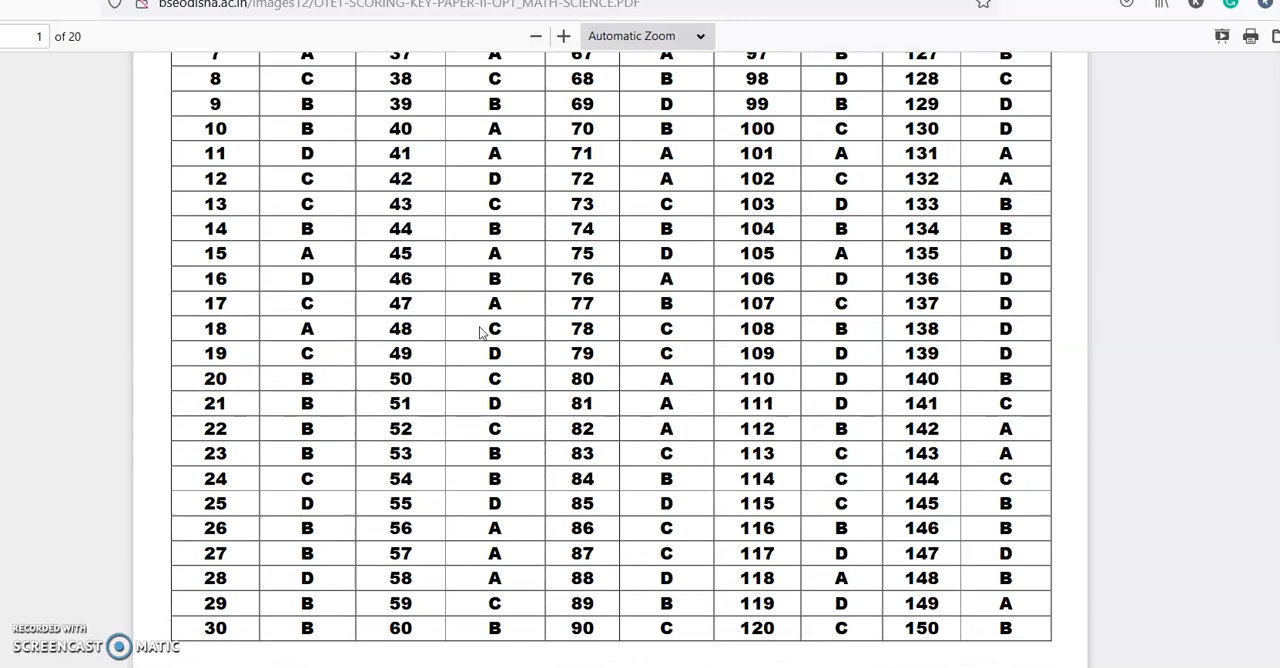 bseodisha.ac.in/images12/OTET-SCORING-KEY-PAPER-II-OPT_MATH-SCIENCE.PDF
1 of 20 Automatic Zoom
7 A 37 A 67 A 97 B 127 B
8 C 38 C 68 B 98 D 128 C
9 B 39 B 69 D 99 B 129 D
10 B 40 A 70 B 100 C 130 D
11 D 41 A 71 A 101 A 131 A
12 C 42 D 72 A 102 C 132 A
13 C 43 C 73 C 103 D 133 B
14 B 44 B 74 B 104 B 134 B
15 A 45 A 75 D 105 A 135 D
16 D 46 B 76 A 106 D 136 D
17 C 47 A 77 B 107 C 137 D
18 A 48 C 78 C 108 B 138 D
19 C 49 D 79 C 109 D 139 D
20 B 50 C 80 A 110 D 140 B
21 B 51 D 81 A 111 D 141 C
22 B 52 C 82 A 112 B 142 A
23 B 53 B 83 C 113 C 143 A
24 C 54 B 84 B 114 C 144 C
25 D 55 D 85 D 115 C 145 B
26 B 56 A 86 C 116 B 146 B
27 B 57 A 87 C 117 D 147 D
28 D 58 A 88 D 118 A 148 B
29 B 59 C 89 B 119 D 149 A
30 B 60 B 90 C 120 C 150 B
RECORDED WITH
SCREENCAST MATIC